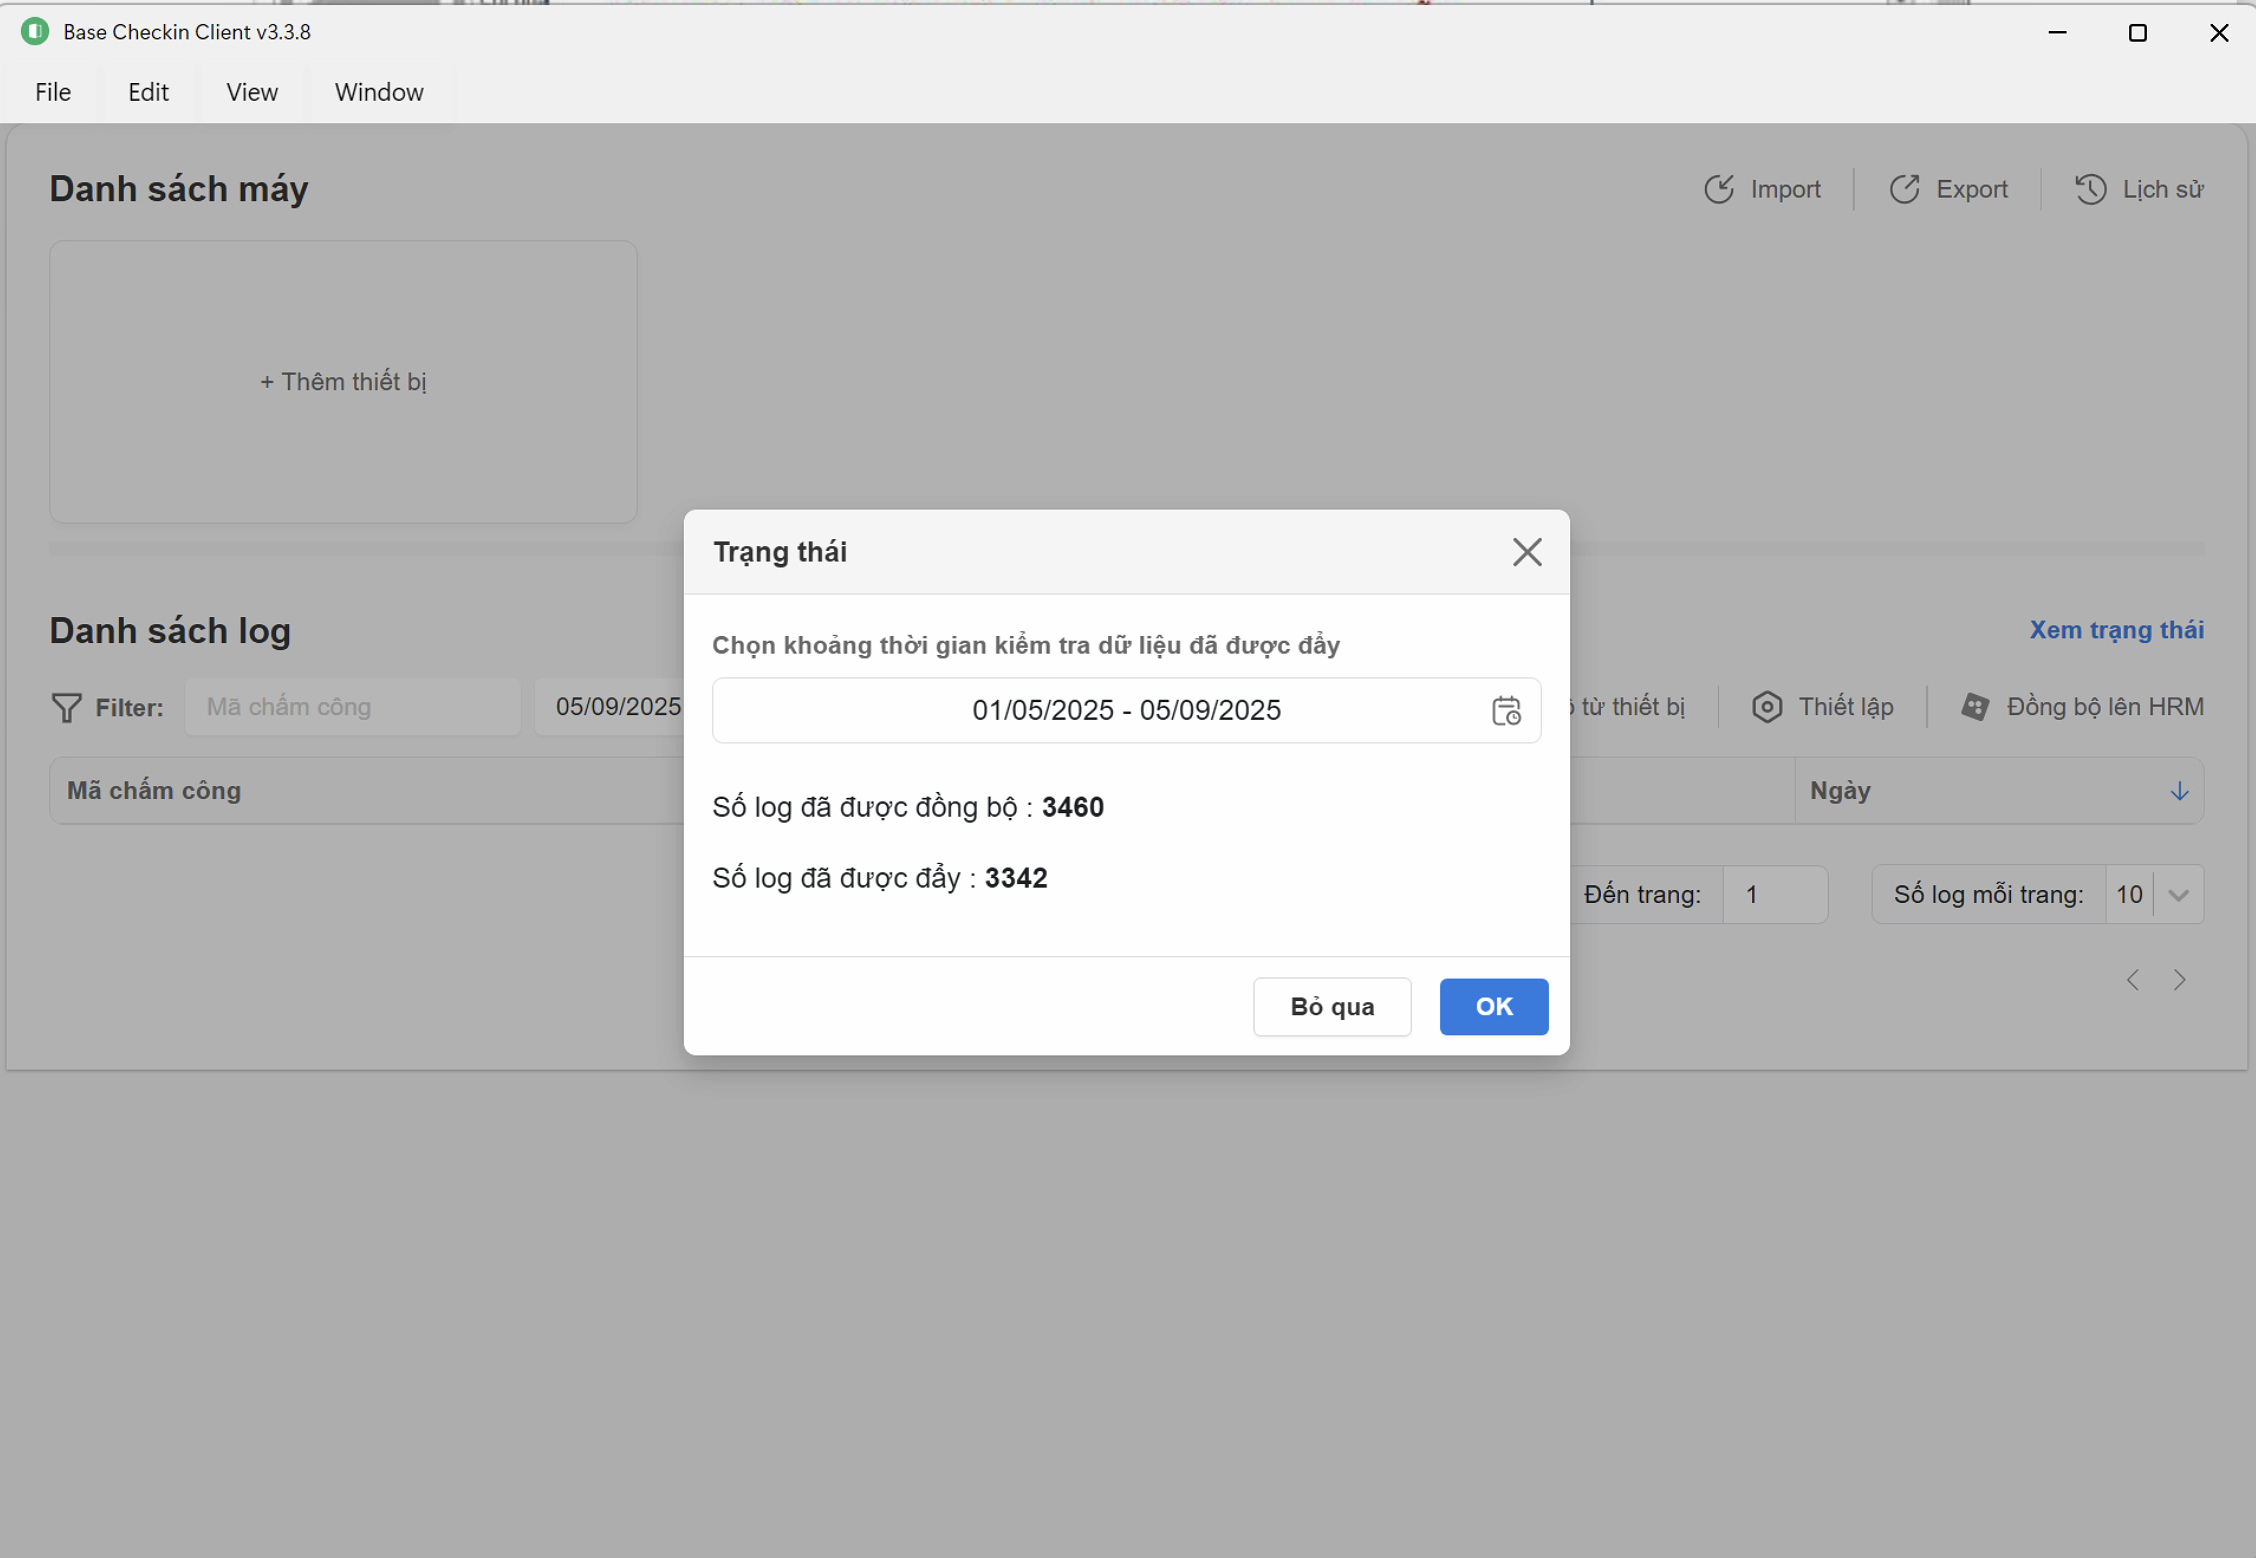 Base Checkin Client v3.3.8
File Edit View Window
Danh sách máy
Import Export Lịch sử
+ Thêm thiết bị
Trạng thái
Chọn khoảng thời gian kiểm tra dữ liệu đã được đẩy
01/05/2025 - 05/09/2025
Số log đã được đồng bộ : 3460
Số log đã được đẩy : 3342
Bỏ qua OK
Danh sách log
Xem trạng thái
Filter: Mã chấm công 05/09/2025
từ thiết bị Thiết lập Đồng bộ lên HRM
Mã chấm công Ngày
Đến trang: 1 Số log mỗi trang: 10